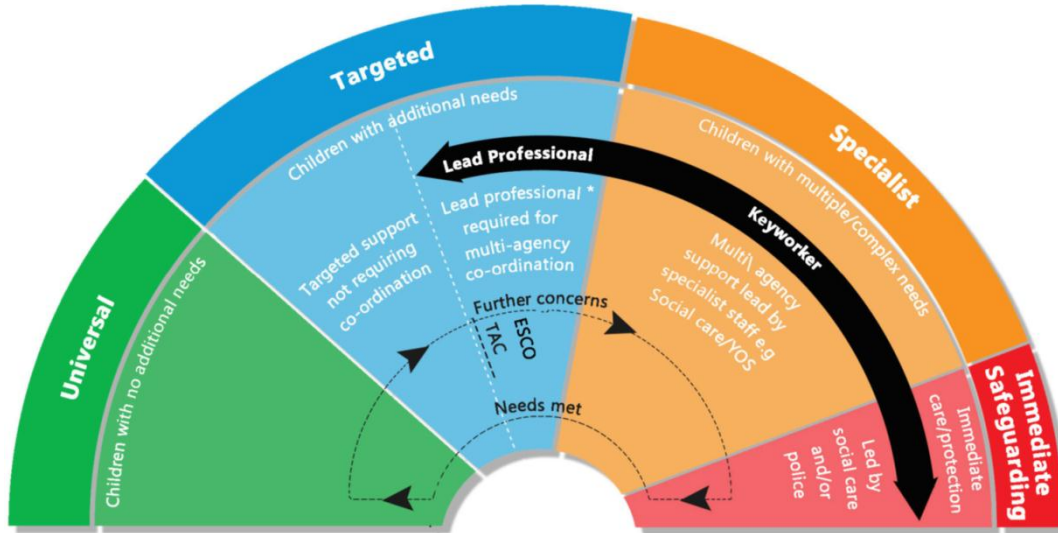 Universal
Children with no additional needs
Targeted
Children with additional needs
Targeted support
not requiring
co-ordination
Lead Professional
Lead professional *
required for
multi-agency
co-ordination
Further concerns
ESCO
TAC
Needs met
Specialist
Children with multiple/complex needs
Keyworker
Multi\ agency
support lead by
specialist staff e.g
Social care/YOS
Immediate
Safeguarding
Immediate
care/protection
Led by
social care
and/or
police